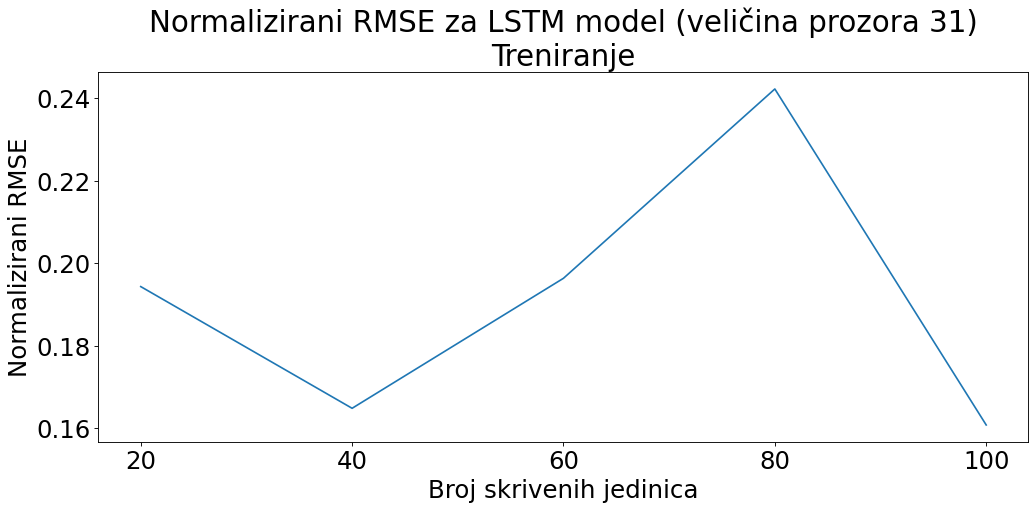 Normalizirani RMSE za LSTM model (veličina prozora 31)
Treniranje
Normalizirani RMSE
0.24
0.22
0.20
0.18
0.16
20 40 60 80 100
Broj skrivenih jedinica